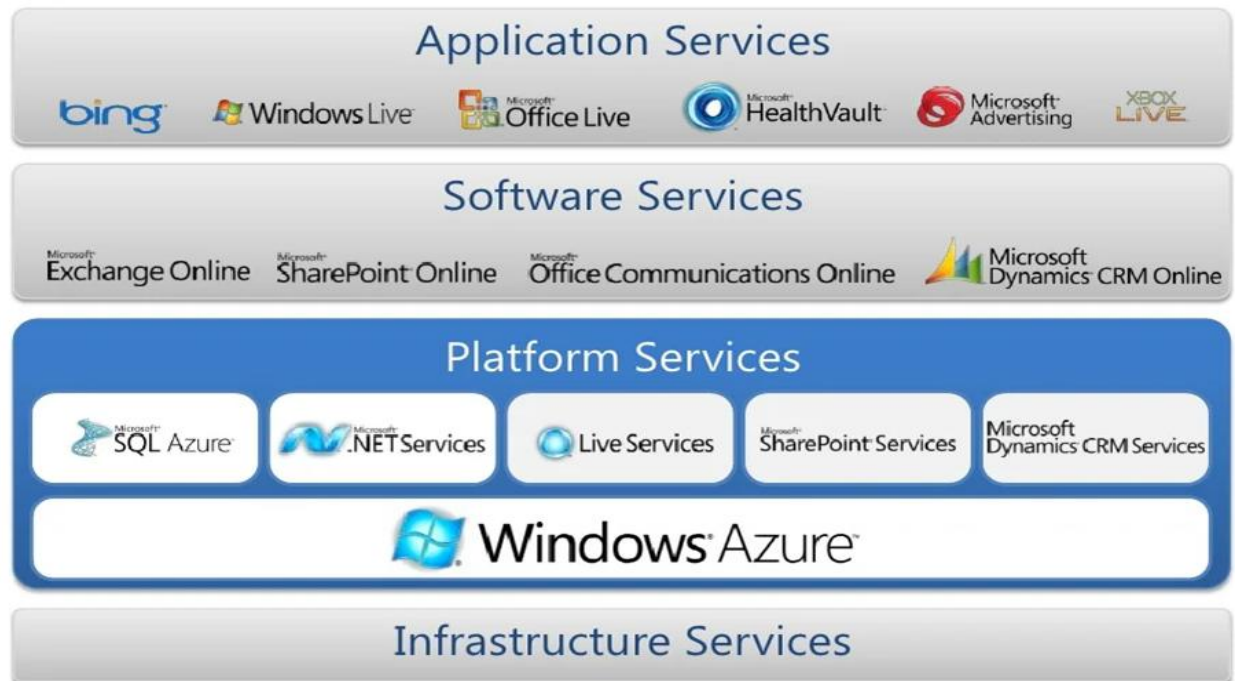 Application Services
bing
Windows Live
Microsoft
Office Live
Microsoft
HealthVault
Microsoft
Advertising
XBOX
LIVE
Software Services
Microsoft
Exchange Online
Microsoft
SharePoint Online
Microsoft
Office Communications Online
Microsoft
Dynamics CRM Online
Platform Services
Microsoft
SQL Azure
Microsoft
.NET Services
Live Services
Microsoft
SharePoint Services
Microsoft
Dynamics CRM Services
Windows Azure
Infrastructure Services